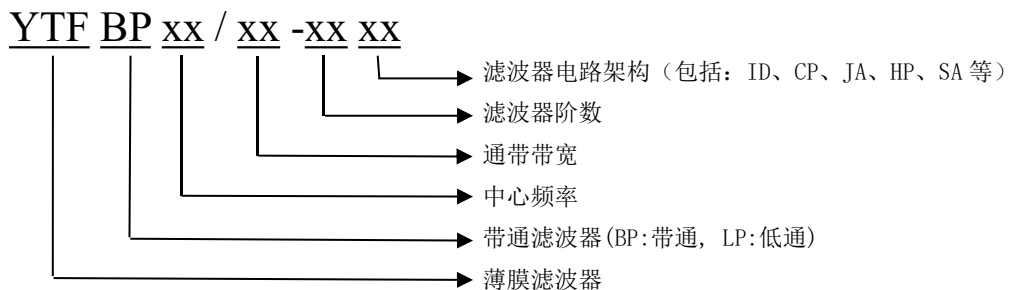 YTF BP xx / xx -xx xx
滤波器电路架构（包括：ID、CP、JA、HP、SA 等）
滤波器阶数
通带带宽
中心频率
带通滤波器(BP:带通, LP:低通)
薄膜滤波器